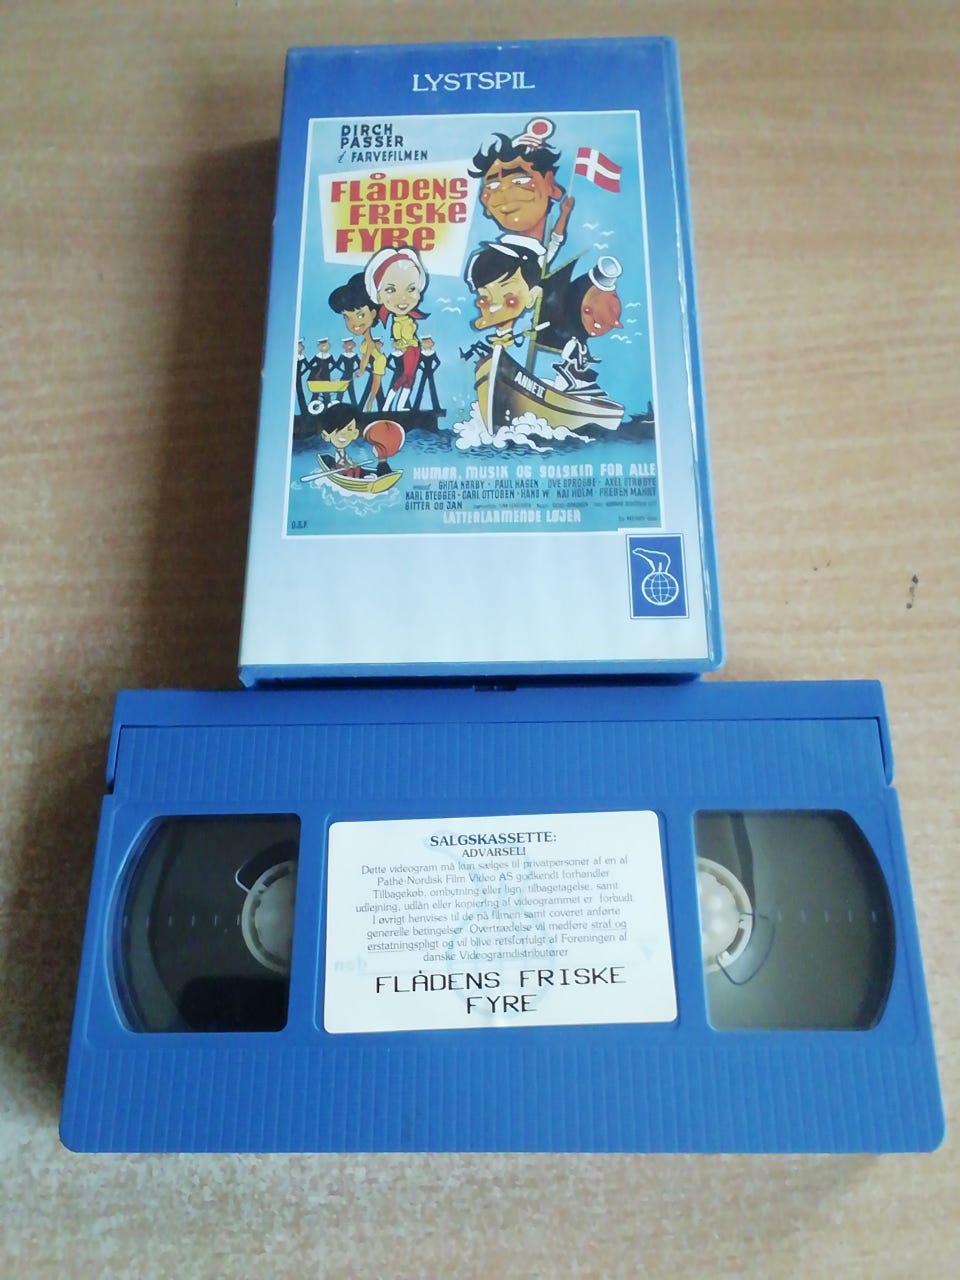 LYSTSPIL
DIRCH
PASSER
i FARVEFILMEN
FLÅDENS
FRISKE
FYRE
ANNE II
HUMØR, MUSIK OG SOLSKIN FOR ALLE
GHITA NØRBY - PAUL HAGEN - OVE SPROGØE - AXEL STRØBYE
KARL STEGGER - CARL OTTOSEN - HANS W KAI HOLM - PREBEN MAHRT
GITTER OG JAN
LATTERLARMENDE LØJER
SALGSKASSETTE:
ADVARSEL!
Dette videogram må kun sælges til privatpersoner af en af
Pathé-Nordisk Film Video AS godkendt forhandler
Tilbagekøb, ombytning eller lign. tilbagetagelse, samt
udlejning, udlån eller kopiering af videogrammet er forbudt
I øvrigt henvises til de på filmen samt coveret anførte
generelle betingelser Overtrædelse vil medføre straf og
erstatningspligt og vil blive retsforfulgt af Foreningen af
danske Videogramdistributører
FLÅDENS FRISKE
FYRE